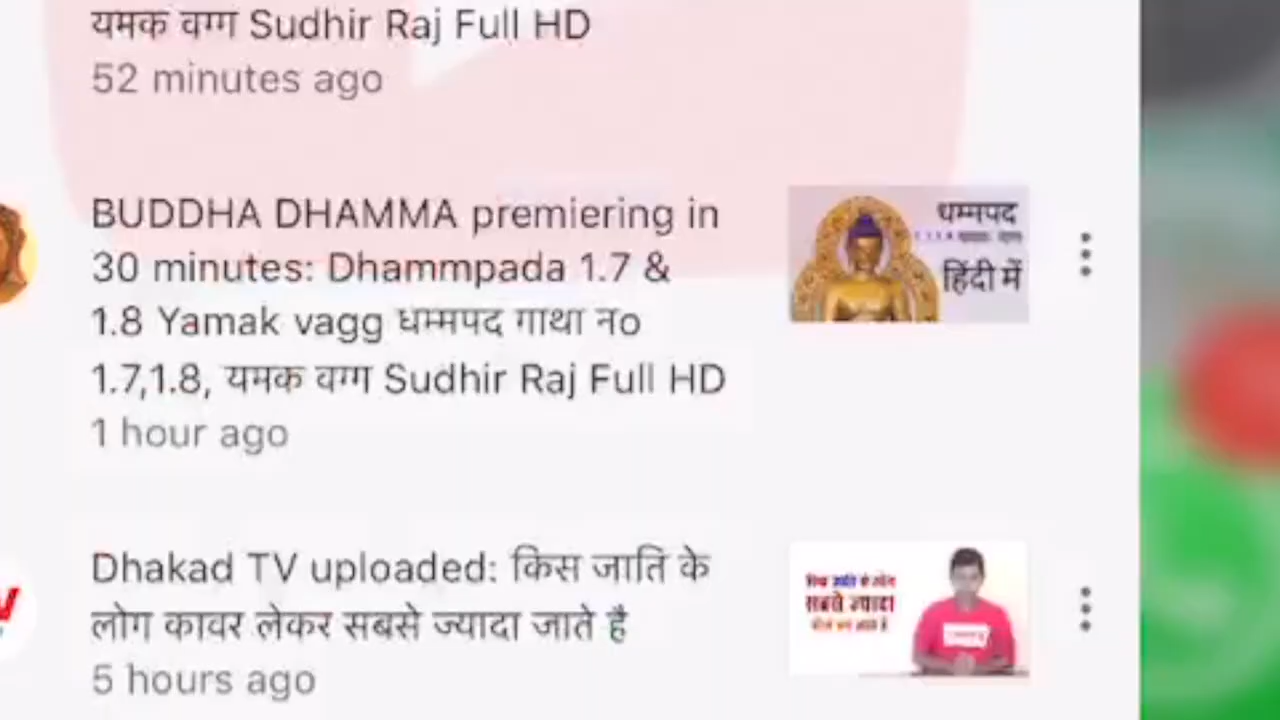 यमक वग्ग Sudhir Raj Full HD
52 minutes ago
BUDDHA DHAMMA premiering in
30 minutes: Dhammpada 1.7 &
1.8 Yamak vagg धम्मपद गाथा नo
1.7,1.8, यमक वग्ग Sudhir Raj Full HD
1 hour ago
धम्मपद
हिंदी में
Dhakad TV uploaded: किस जाति के
लोग कावर लेकर सबसे ज्यादा जाते है
5 hours ago
किस जाति के लोग
सबसे ज्यादा